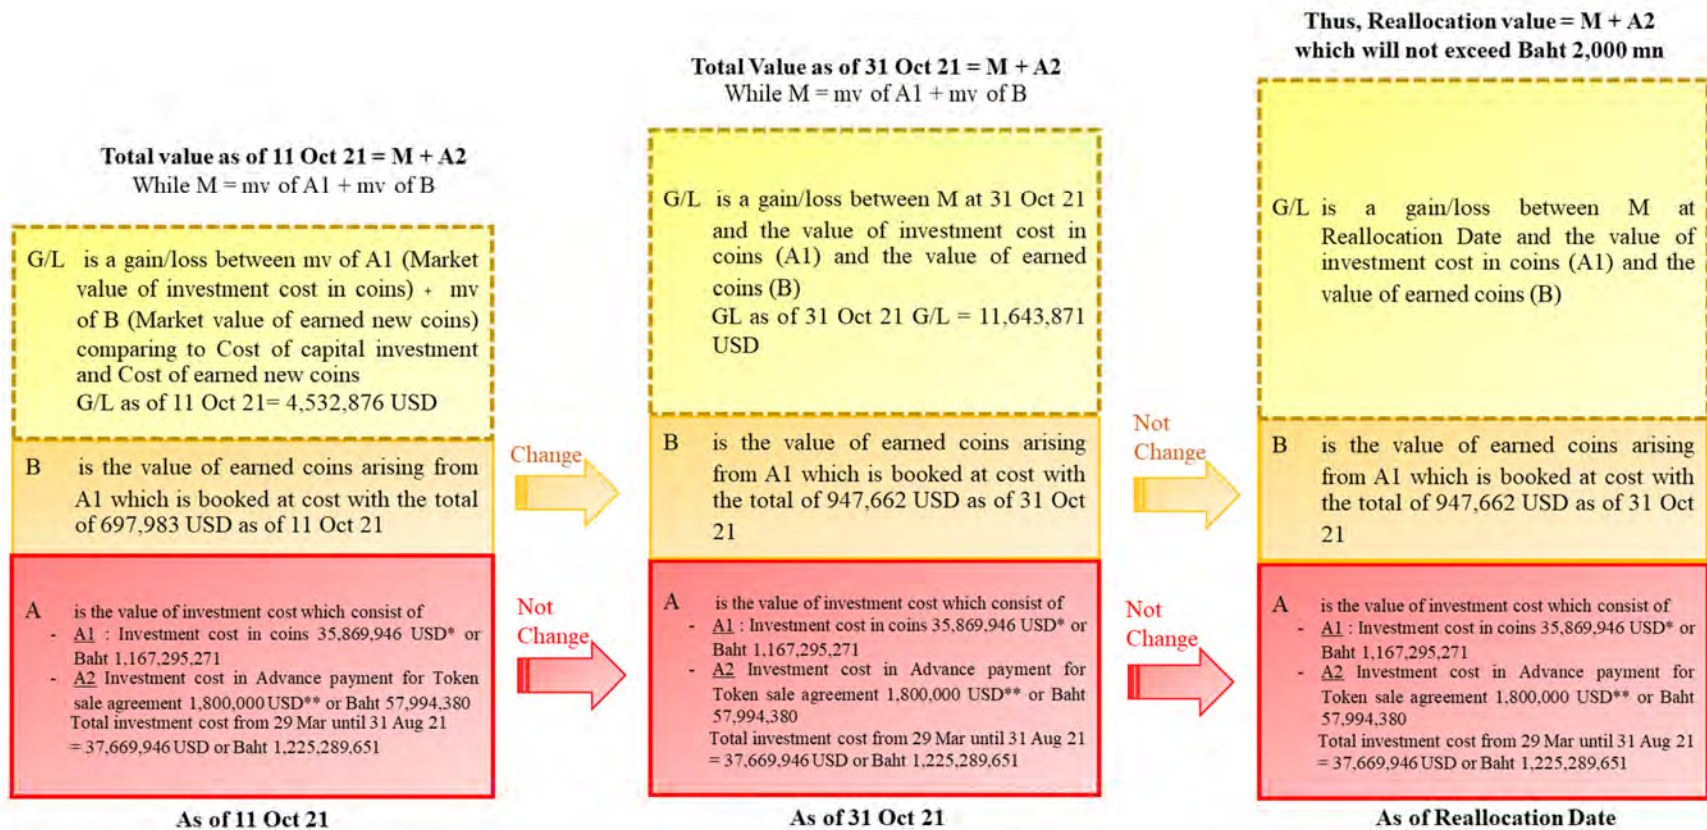 Total value as of 11 Oct 21 = M + A2
While M = mv of A1 + mv of B
G/L is a gain/loss between mv of A1 (Market
value of investment cost in coins) + mv
of B (Market value of earned new coins)
comparing to Cost of capital investment
and Cost of earned new coins
G/L as of 11 Oct 21= 4,532,876 USD
B is the value of earned coins arising from
A1 which is booked at cost with the total
of 697,983 USD as of 11 Oct 21
A is the value of investment cost which consist of
- A1 : Investment cost in coins 35,869,946 USD* or
Baht 1,167,295,271
- A2 Investment cost in Advance payment for Token
sale agreement 1,800,000 USD** or Baht 57,994,380
Total investment cost from 29 Mar until 31 Aug 21
= 37,669,946 USD or Baht 1,225,289,651
As of 11 Oct 21
Change
Not
Change
Total Value as of 31 Oct 21 = M + A2
While M = mv of A1 + mv of B
G/L is a gain/loss between M at 31 Oct 21
and the value of investment cost in
coins (A1) and the value of earned
coins (B)
GL as of 31 Oct 21 G/L = 11,643,871
USD
B is the value of earned coins arising
from A1 which is booked at cost with
the total of 947,662 USD as of 31 Oct
21
A is the value of investment cost which consist of
- A1 : Investment cost in coins 35,869,946 USD* or
Baht 1,167,295,271
- A2 Investment cost in Advance payment for
Token sale agreement 1,800,000 USD** or Baht
57,994,380
Total investment cost from 29 Mar until 31 Aug 21
= 37,669,946 USD or Baht 1,225,289,651
As of 31 Oct 21
Not
Change
Not
Change
Thus, Reallocation value = M + A2
which will not exceed Baht 2,000 mn
G/L is a gain/loss between M at
Reallocation Date and the value of
investment cost in coins (A1) and the
value of earned coins (B)
B is the value of earned coins arising
from A1 which is booked at cost with
the total of 947,662 USD as of 31 Oct
21
A is the value of investment cost which consist of
- A1 : Investment cost in coins 35,869,946 USD* or
Baht 1,167,295,271
- A2 Investment cost in Advance payment for
Token sale agreement 1,800,000 USD** or Baht
57,994,380
Total investment cost from 29 Mar until 31 Aug 21
= 37,669,946 USD or Baht 1,225,289,651
As of Reallocation Date